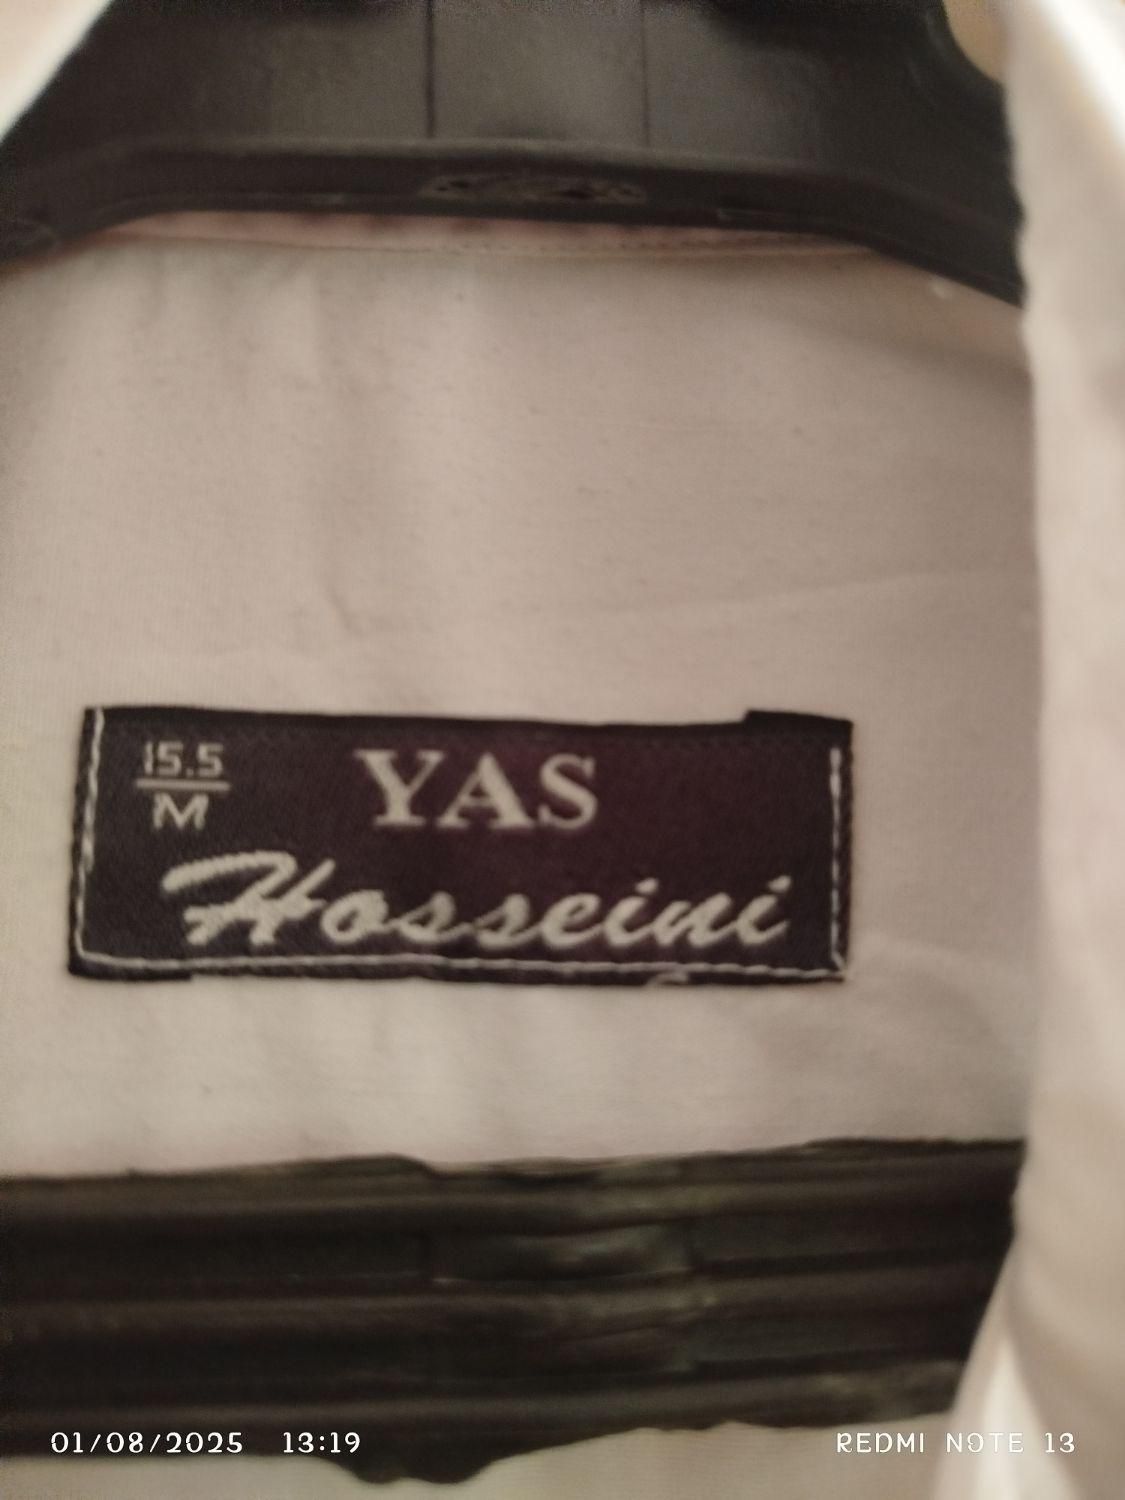 15.5
M
YAS
Hosseini
01/08/2025 13:19
REDMI NOTE 13